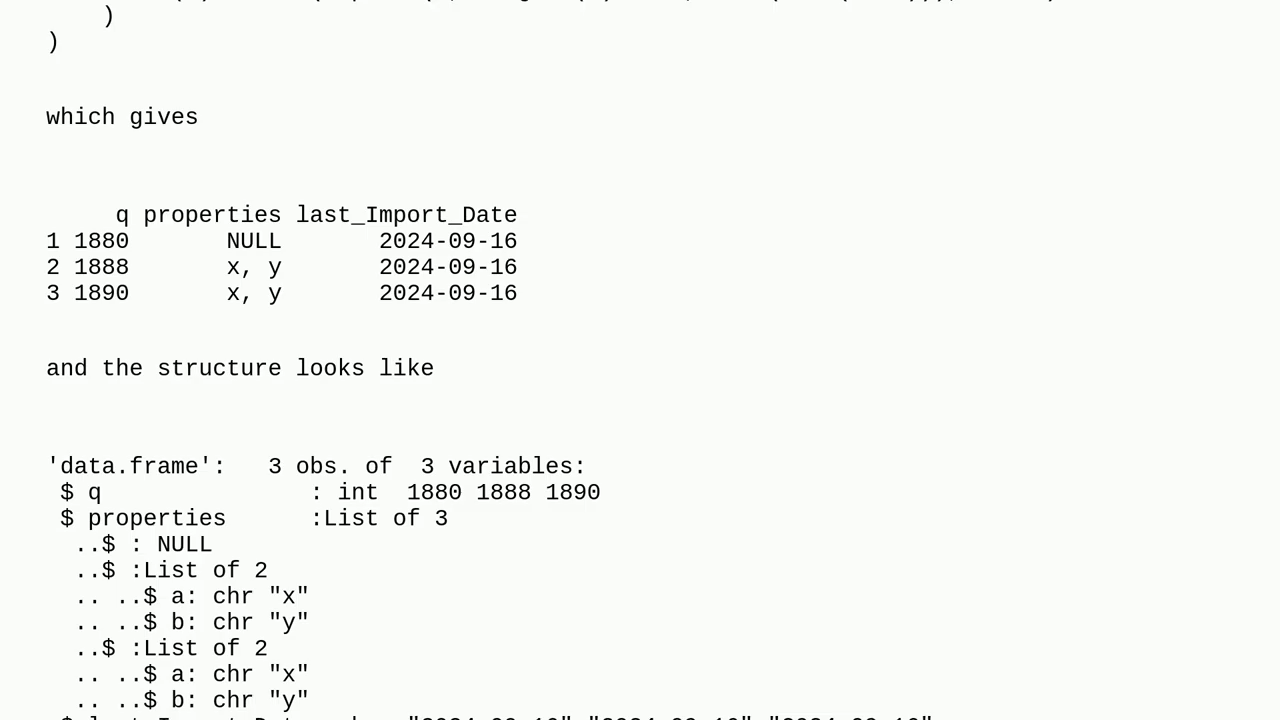 )
)
which gives
     q properties last_Import_Date
1 1880       NULL       2024-09-16
2 1888       x, y       2024-09-16
3 1890       x, y       2024-09-16
and the structure looks like
'data.frame':   3 obs. of  3 variables:
 $ q               : int  1880 1888 1890
 $ properties      :List of 3
  ..$ : NULL
  ..$ :List of 2
  .. ..$ a: chr "x"
  .. ..$ b: chr "y"
  ..$ :List of 2
  .. ..$ a: chr "x"
  .. ..$ b: chr "y"